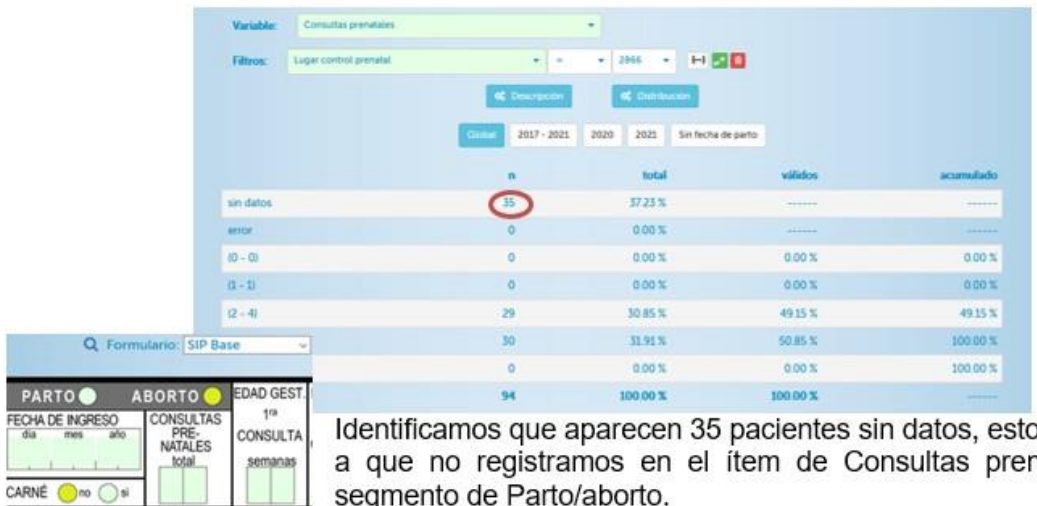 Variable: Consultas prenatales
Filtros: Lugar control prenatal = 2866
Descripción Distribución
Global 2017 - 2021 2020 2021 Sin fecha de parto
n total válidos acumulado
sin datos 35 37.23 % ------ ------
error 0 0.00 % ------ ------
(0 - 0) 0 0.00 % 0.00 % 0.00 %
(1 - 1) 0 0.00 % 0.00 % 0.00 %
(2 - 4) 29 30.85 % 49.15 % 49.15 %
30 31.91 % 50.85 % 100.00 %
0 0.00 % 0.00 % 100.00 %
94 100.00 % 100.00 % ------
Formulario: SIP Base
PARTO ABORTO
FECHA DE INGRESO
dia mes año
CARNÉ no si
CONSULTAS
PRE-
NATALES
total
EDAD GEST.
1ra
CONSULTA
semanas
Identificamos que aparecen 35 pacientes sin datos, esto
a que no registramos en el ítem de Consultas pren
segmento de Parto/aborto.